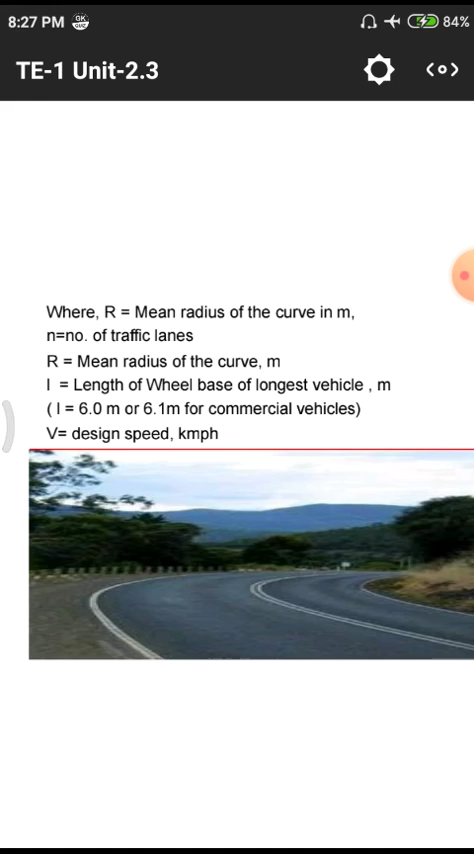 8:27 PM GK 84%
TE-1 Unit-2.3
Where, R = Mean radius of the curve in m,
n=no. of traffic lanes
R = Mean radius of the curve, m
l = Length of Wheel base of longest vehicle , m
( l = 6.0 m or 6.1m for commercial vehicles)
V= design speed, kmph